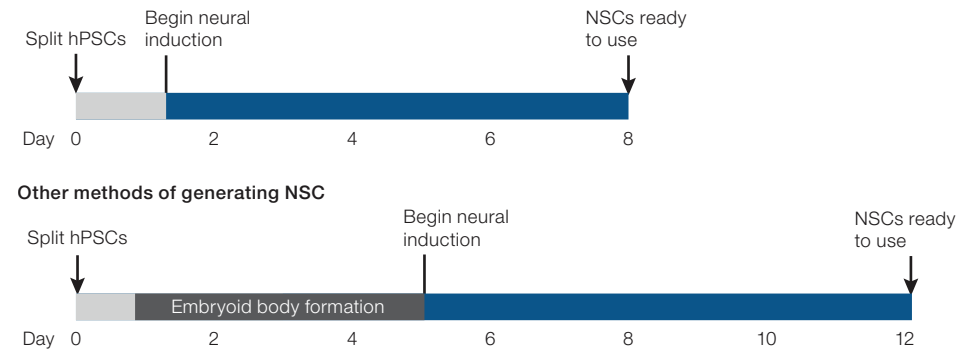 Begin neural
induction
Split hPSCs
NSCs ready
to use
Day 0 2 4 6 8
Other methods of generating NSC
Begin neural
induction
Split hPSCs
NSCs ready
to use
Embryoid body formation
Day 0 2 4 6 8 10 12